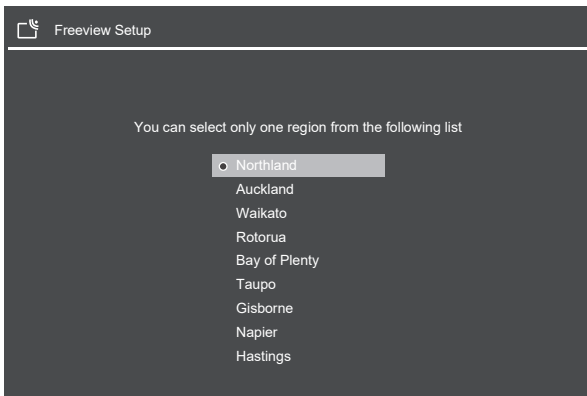 Freeview Setup
You can select only one region from the following list
Northland
Auckland
Waikato
Rotorua
Bay of Plenty
Taupo
Gisborne
Napier
Hastings